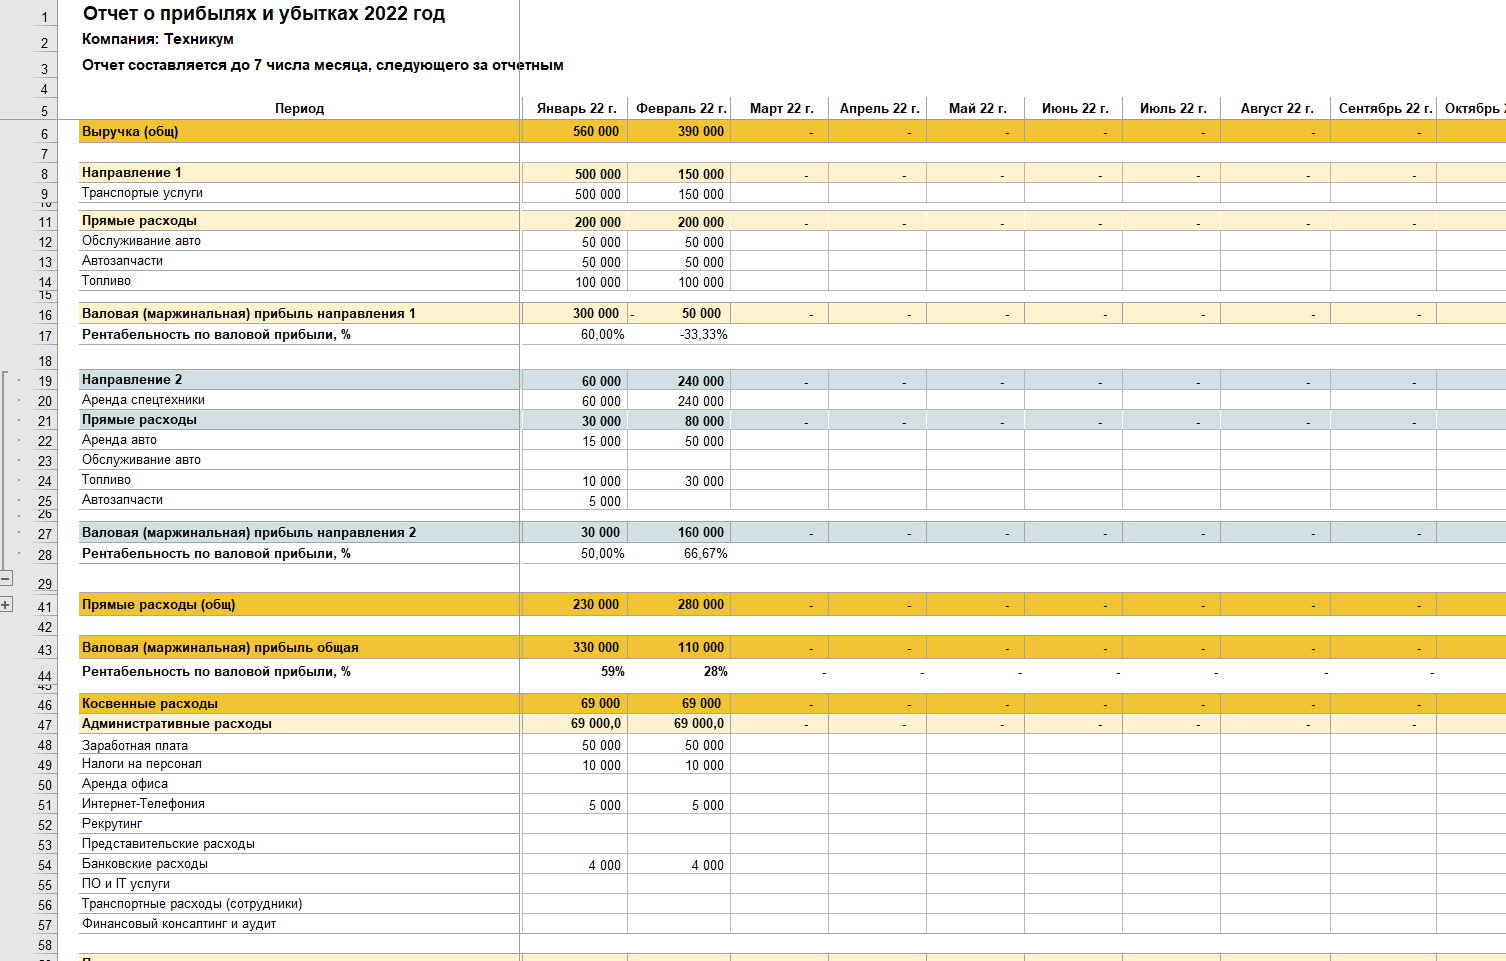 1 Отчет о прибылях и убытках 2022 год
2 Компания: Техникум
3 Отчет составляется до 7 числа месяца, следующего за отчетным
4
5 Период Январь 22 г. Февраль 22 г. Март 22 г. Апрель 22 г. Май 22 г. Июнь 22 г. Июль 22 г. Август 22 г. Сентябрь 22 г. Октябрь 2
6 Выручка (общ) 560 000 390 000 - - - - - - -
7
8 Направление 1 500 000 150 000 - - - - - - -
9 Транспортые услуги 500 000 150 000
10
11 Прямые расходы 200 000 200 000 - - - - - - -
12 Обслуживание авто 50 000 50 000
13 Автозапчасти 50 000 50 000
14 Топливо 100 000 100 000
15
16 Валовая (маржинальная) прибыль направления 1 300 000 - 50 000 - - - - - - -
17 Рентабельность по валовой прибыли, % 60,00% -33,33%
18
19 Направление 2 60 000 240 000 - - - - - - -
20 Аренда спецтехники 60 000 240 000
21 Прямые расходы 30 000 80 000 - - - - - - -
22 Аренда авто 15 000 50 000
23 Обслуживание авто
24 Топливо 10 000 30 000
25 Автозапчасти 5 000
26
27 Валовая (маржинальная) прибыль направления 2 30 000 160 000 - - - - - - -
28 Рентабельность по валовой прибыли, % 50,00% 66,67%
29
41 Прямые расходы (общ) 230 000 280 000 - - - - - - -
42
43 Валовая (маржинальная) прибыль общая 330 000 110 000 - - - - - - -
44 Рентабельность по валовой прибыли, % 59% 28% - - - - - - -
45
46 Косвенные расходы 69 000 69 000 - - - - - - -
47 Административные расходы 69 000,0 69 000,0 - - - - - - -
48 Заработная плата 50 000 50 000
49 Налоги на персонал 10 000 10 000
50 Аренда офиса
51 Интернет-Телефония 5 000 5 000
52 Рекрутинг
53 Представительские расходы
54 Банковские расходы 4 000 4 000
55 ПО и IT услуги
56 Транспортные расходы (сотрудники)
57 Финансовый консалтинг и аудит
58